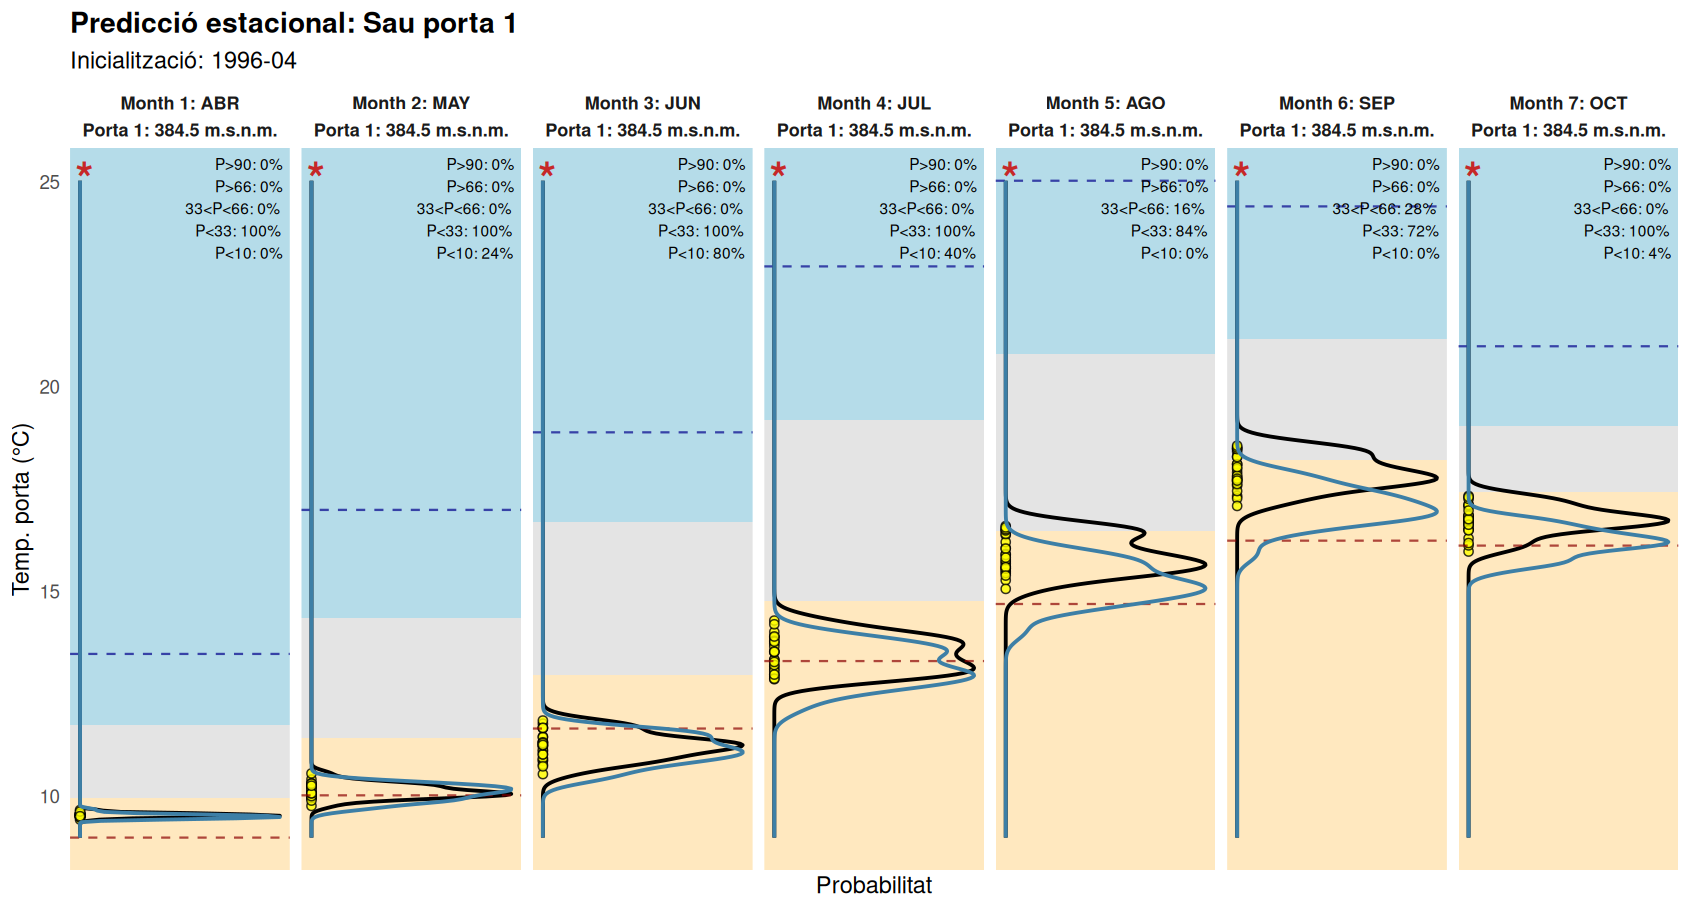 Predicció estacional: Sau porta 1
Inicialització: 1996-04
Month 1: ABR
Porta 1: 384.5 m.s.n.m.
Month 2: MAY
Porta 1: 384.5 m.s.n.m.
Month 3: JUN
Porta 1: 384.5 m.s.n.m.
Month 4: JUL
Porta 1: 384.5 m.s.n.m.
Month 5: AGO
Porta 1: 384.5 m.s.n.m.
Month 6: SEP
Porta 1: 384.5 m.s.n.m.
Month 7: OCT
Porta 1: 384.5 m.s.n.m.
Temp. porta (°C)
25
20
15
10
*
P>90: 0%
P>66: 0%
33<P<66: 0%
P<33: 100%
P<10: 0%
*
P>90: 0%
P>66: 0%
33<P<66: 0%
P<33: 100%
P<10: 24%
*
P>90: 0%
P>66: 0%
33<P<66: 0%
P<33: 100%
P<10: 80%
*
P>90: 0%
P>66: 0%
33<P<66: 0%
P<33: 100%
P<10: 40%
*
P>90: 0%
P>66: 0%
33<P<66: 16%
P<33: 84%
P<10: 0%
*
P>90: 0%
P>66: 0%
33<P<66: 28%
P<33: 72%
P<10: 0%
*
P>90: 0%
P>66: 0%
33<P<66: 0%
P<33: 100%
P<10: 4%
Probabilitat